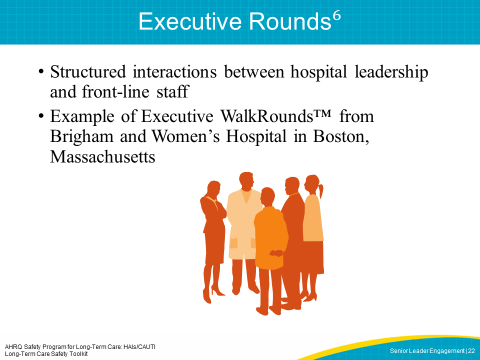 Executive Rounds⁶
• Structured interactions between hospital leadership
and front-line staff
• Example of Executive WalkRounds™ from
Brigham and Women’s Hospital in Boston,
Massachusetts
AHRQ Safety Program for Long-Term Care: HAIs/CAUTI
Long-Term Care Safety Toolkit
Senior Leader Engagement | 22